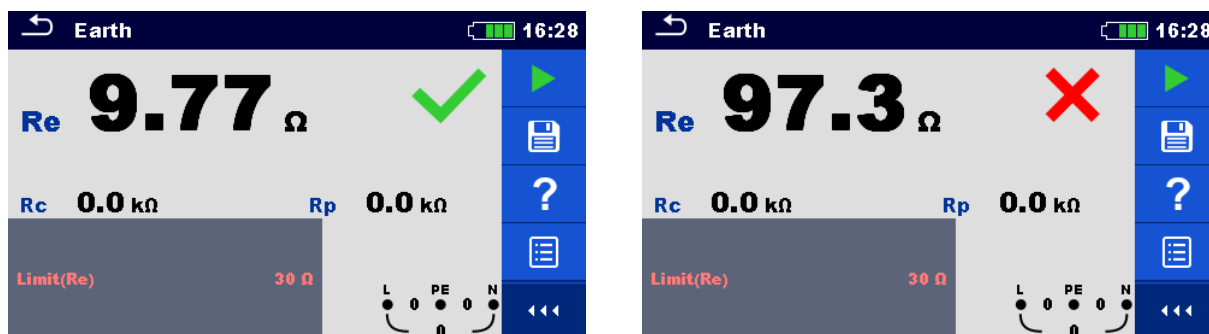 Earth 16:28
Re 9.77 Ω
Rc 0.0 kΩ Rp 0.0 kΩ
?
Limit(Re) 30 Ω
L PE N
0 0
0
Earth 16:28
Re 97.3 Ω
Rc 0.0 kΩ Rp 0.0 kΩ
?
Limit(Re) 30 Ω
L PE N
0 0
0